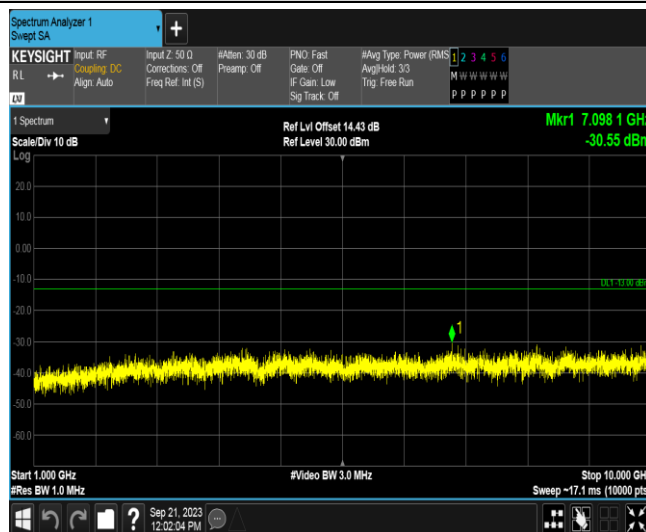 Spectrum Analyzer 1
Swept SA
KEYSIGHT
RL
LXI
Input: RF
Coupling: DC
Align: Auto
Input Z: 50 Ω
Corrections: Off
Freq Ref: Int (S)
#Atten: 30 dB
Preamp: Off
PNO: Fast
Gate: Off
IF Gain: Low
Sig Track: Off
#Avg Type: Power (RMS
Avg|Hold: 3/3
Trig: Free Run
1 2 3 4 5 6
M W W W W W
P P P P P P
1 Spectrum
Scale/Div 10 dB
Log
Ref Lvl Offset 14.43 dB
Ref Level 30.00 dBm
Mkr1 7.098 1 GHz
-30.55 dBm
20.0
10.0
0.00
-10.0
-20.0
-30.0
-40.0
-50.0
-60.0
DL1 -13.00 dBm
1
Start 1.000 GHz
#Res BW 1.0 MHz
#Video BW 3.0 MHz
Stop 10.000 GHz
Sweep ~17.1 ms (10000 pts
?
Sep 21, 2023
12:02:04 PM